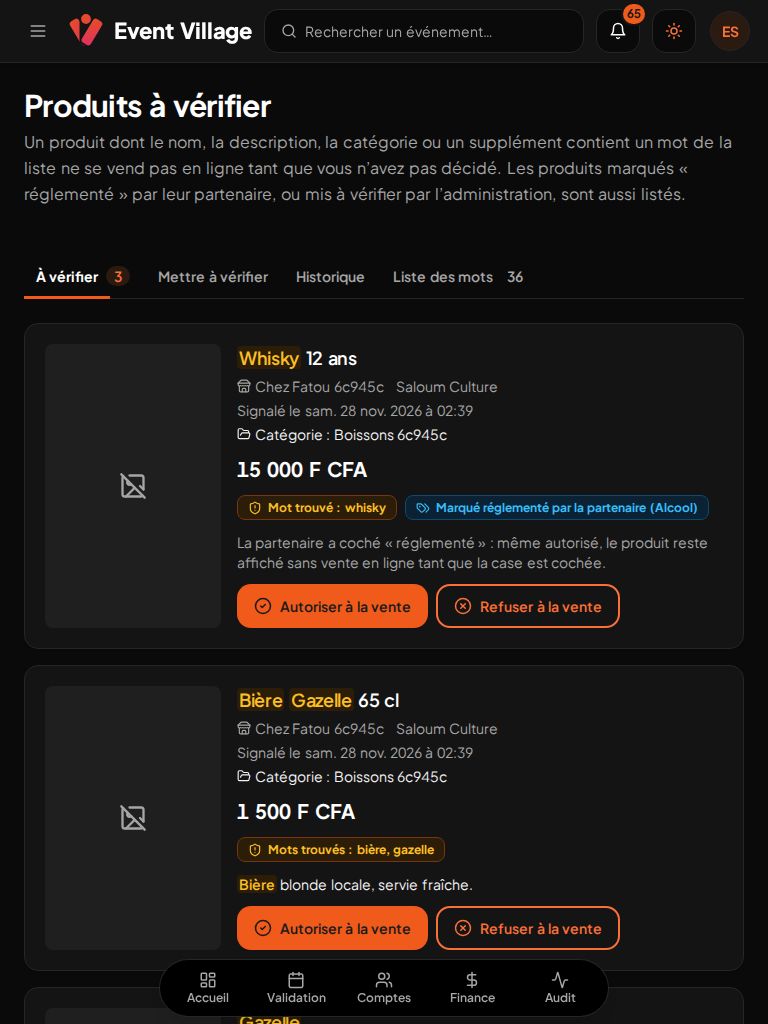 Event Village
Rechercher un événement...
65
ES
Produits à vérifier
Un produit dont le nom, la description, la catégorie ou un supplément contient un mot de la
liste ne se vend pas en ligne tant que vous n’avez pas décidé. Les produits marqués «
réglementé » par leur partenaire, ou mis à vérifier par l’administration, sont aussi listés.
À vérifier 3
Mettre à vérifier
Historique
Liste des mots 36
Whisky 12 ans
Chez Fatou 6c945c Saloum Culture
Signalé le sam. 28 nov. 2026 à 02:39
Catégorie : Boissons 6c945c
15 000 F CFA
Mot trouvé : whisky
Marqué réglementé par la partenaire (Alcool)
La partenaire a coché « réglementé » : même autorisé, le produit reste
affiché sans vente en ligne tant que la case est cochée.
Autoriser à la vente
Refuser à la vente
Bière Gazelle 65 cl
Chez Fatou 6c945c Saloum Culture
Signalé le sam. 28 nov. 2026 à 02:39
Catégorie : Boissons 6c945c
1 500 F CFA
Mots trouvés : bière, gazelle
Bière blonde locale, servie fraîche.
Autoriser à la vente
Refuser à la vente
Gazelle
Accueil
Validation
Comptes
Finance
Audit